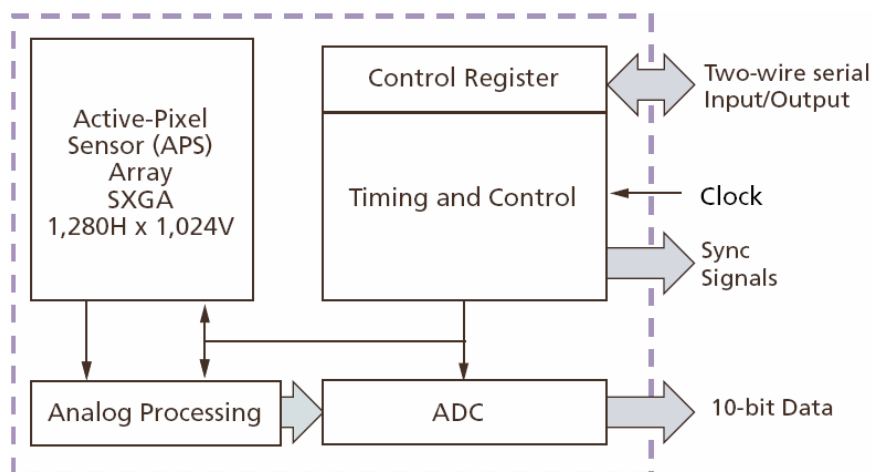 Active-Pixel
Sensor (APS)
Array
SXGA
1,280H x 1,024V
Control Register
Timing and Control
Two-wire serial
Input/Output
Clock
Sync
Signals
Analog Processing
ADC
10-bit Data